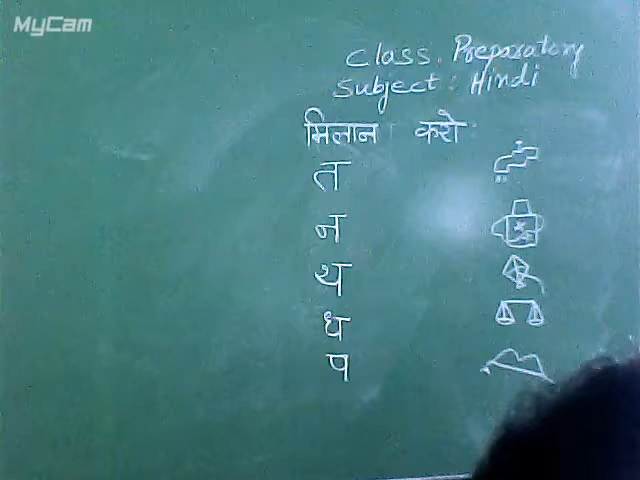 MyCam
Class. Preparatory
Subject : Hindi
मिलान करो :
त
न
थ
ध
प